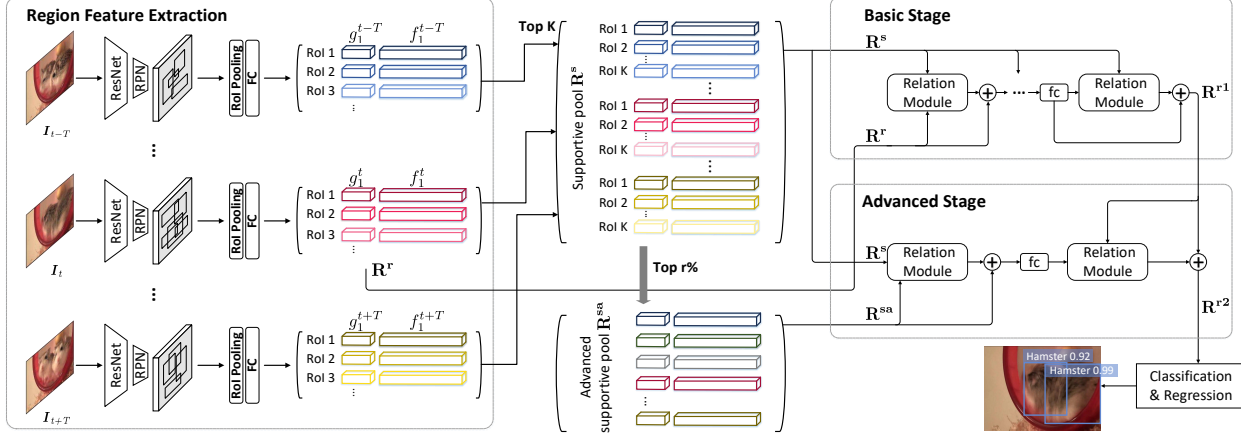 Region Feature Extraction
I_{t−T}
ResNet
RPN
RoI Pooling
FC
g_1^{t−T} f_1^{t−T}
RoI 1
RoI 2
RoI 3
...
...
I_t
ResNet
RPN
RoI Pooling
FC
g_1^t f_1^t
RoI 1
RoI 2
RoI 3
...
R^r
...
I_{t+T}
ResNet
RPN
RoI Pooling
FC
g_1^{t+T} f_1^{t+T}
RoI 1
RoI 2
RoI 3
...
Top K
Supportive pool R^s
RoI 1
RoI 2
...
RoI K
...
RoI 1
RoI 2
...
RoI K
...
RoI 1
RoI 2
...
RoI K
Top r%
Advanced
supportive pool R^{sa}
...
Basic Stage
R^s
Relation
Module
+
...
fc
Relation
Module
+
R^{r1}
R^r
Advanced Stage
R^s
Relation
Module
+
fc
Relation
Module
+
R^{sa}
R^{r2}
Hamster 0.92
Hamster 0.99
Classification
& Regression